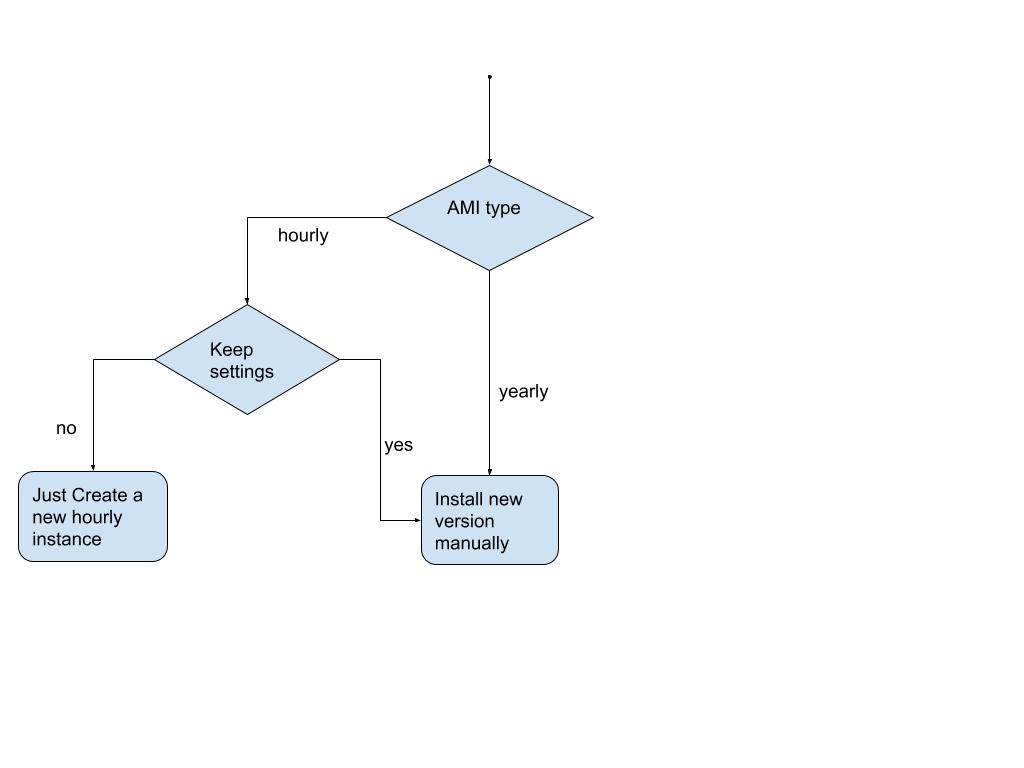 AMI type
hourly
Keep
settings
yearly
no
yes
Just Create a
new hourly
instance
Install new
version
manually